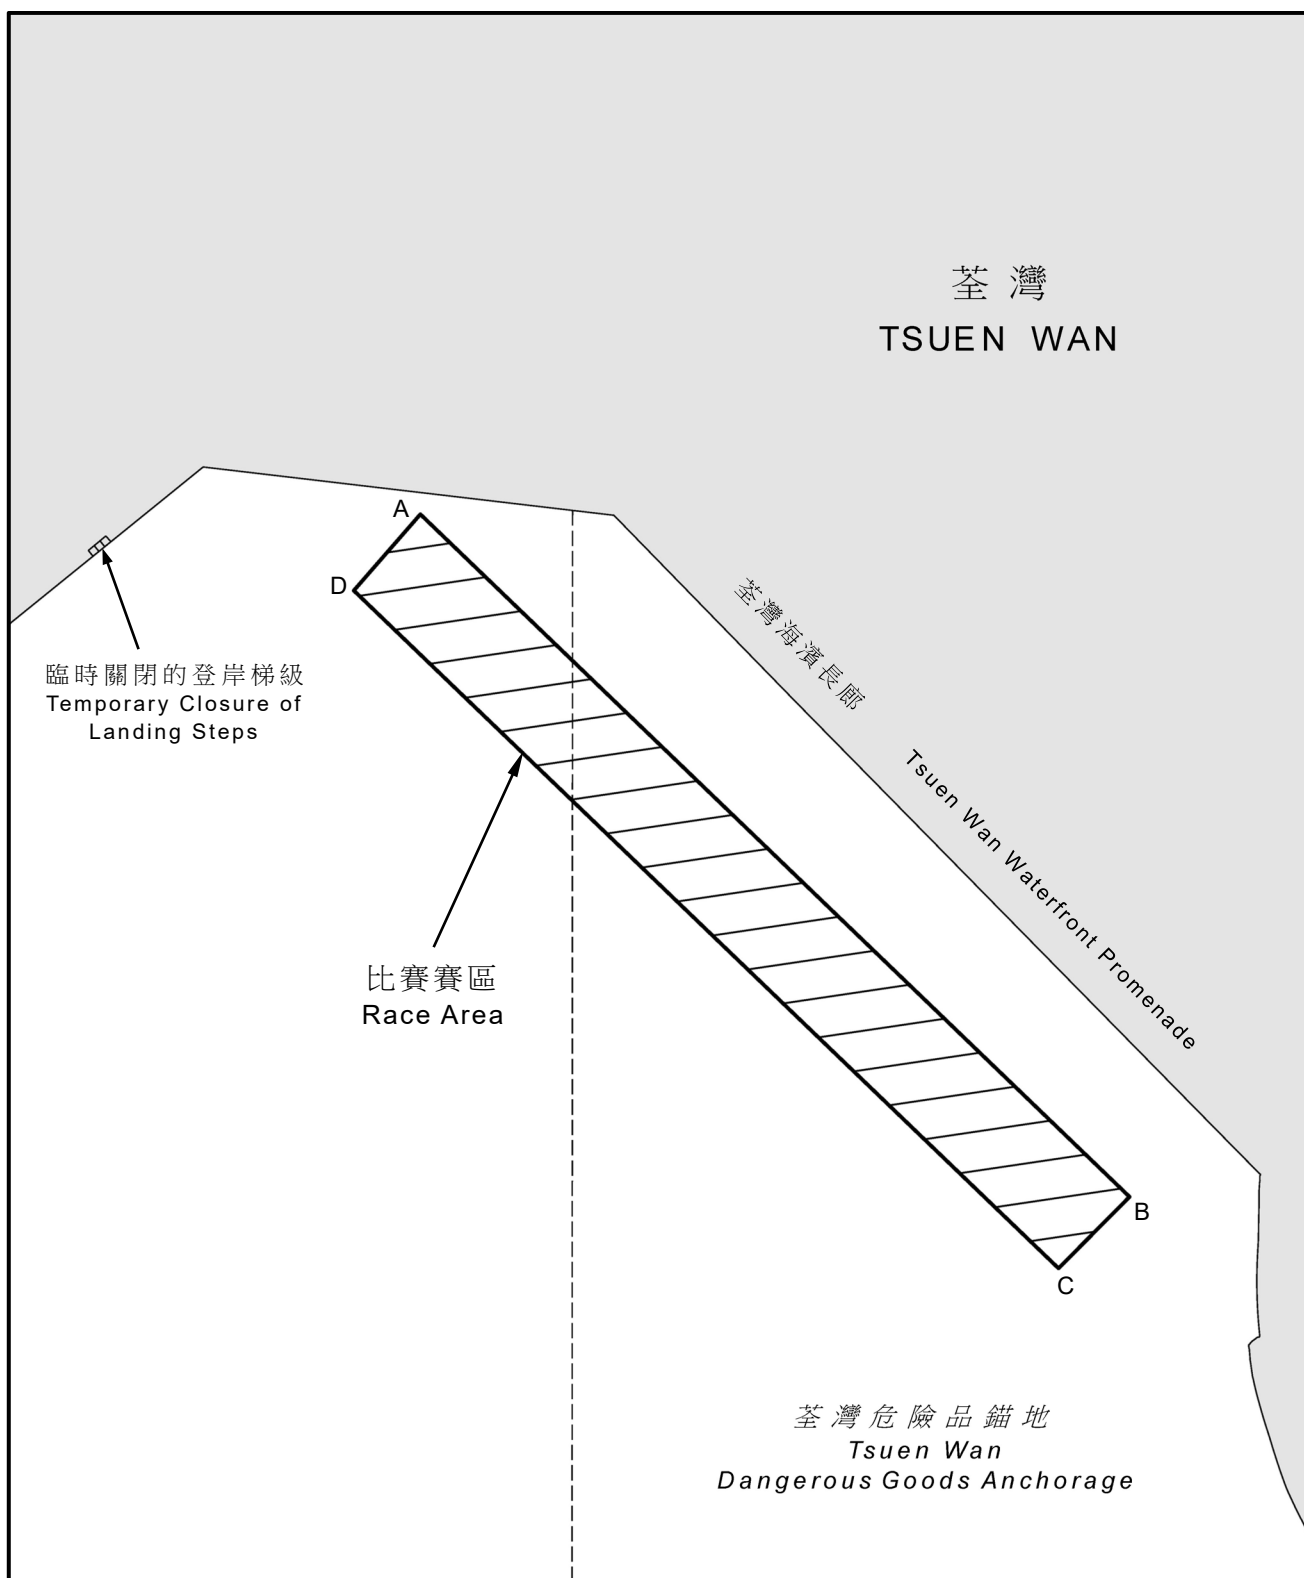 荃灣
TSUEN WAN
A
D
荃灣海濱長廊
臨時關閉的登岸梯級
Temporary Closure of
Landing Steps
Tsuen Wan Waterfront Promenade
比賽賽區
Race Area
B
C
荃灣危險品錨地
Tsuen Wan
Dangerous Goods Anchorage